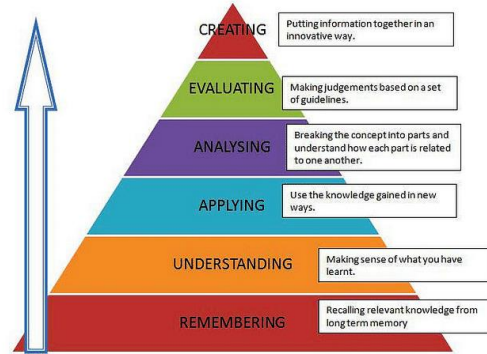 CREATING
Putting information together in an
innovative way.
EVALUATING
Making judgements based on a set
of guidelines.
ANALYSING
Breaking the concept into parts and
understand how each part is related
to one another.
APPLYING
Use the knowledge gained in new
ways.
UNDERSTANDING
Making sense of what you have
learnt.
REMEMBERING
Recalling relevant knowledge from
long term memory